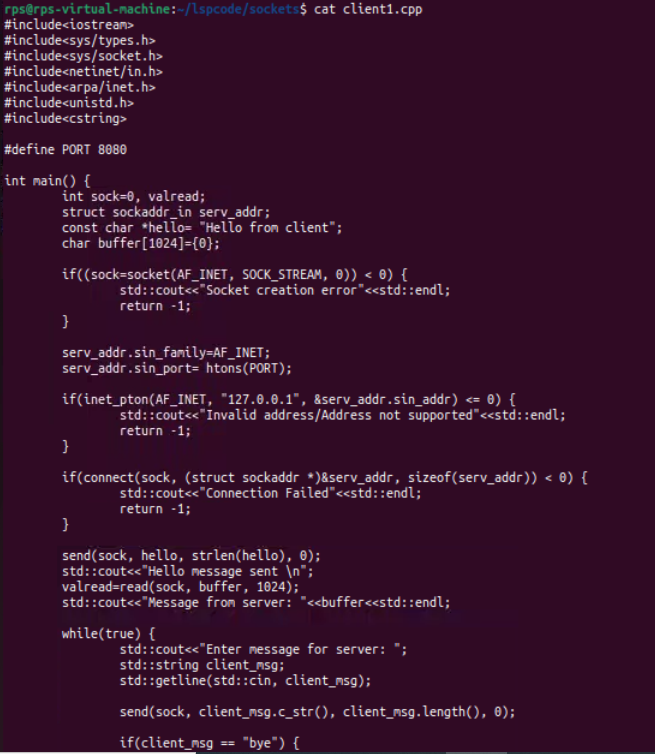 rps@rps-virtual-machine:~/lspcode/sockets$ cat client1.cpp
#include<iostream>
#include<sys/types.h>
#include<sys/socket.h>
#include<netinet/in.h>
#include<arpa/inet.h>
#include<unistd.h>
#include<cstring>

#define PORT 8080

int main() {
        int sock=0, valread;
        struct sockaddr_in serv_addr;
        const char *hello= "Hello from client";
        char buffer[1024]={0};

        if((sock=socket(AF_INET, SOCK_STREAM, 0)) < 0) {
                std::cout<<"Socket creation error"<<std::endl;
                return -1;
        }

        serv_addr.sin_family=AF_INET;
        serv_addr.sin_port= htons(PORT);

        if(inet_pton(AF_INET, "127.0.0.1", &serv_addr.sin_addr) <= 0) {
                std::cout<<"Invalid address/Address not supported"<<std::endl;
                return -1;
        }

        if(connect(sock, (struct sockaddr *)&serv_addr, sizeof(serv_addr)) < 0) {
                std::cout<<"Connection Failed"<<std::endl;
                return -1;
        }

        send(sock, hello, strlen(hello), 0);
        std::cout<<"Hello message sent \n";
        valread=read(sock, buffer, 1024);
        std::cout<<"Message from server: "<<buffer<<std::endl;

        while(true) {
                std::cout<<"Enter message for server: ";
                std::string client_msg;
                std::getline(std::cin, client_msg);

                send(sock, client_msg.c_str(), client_msg.length(), 0);

                if(client_msg == "bye") {